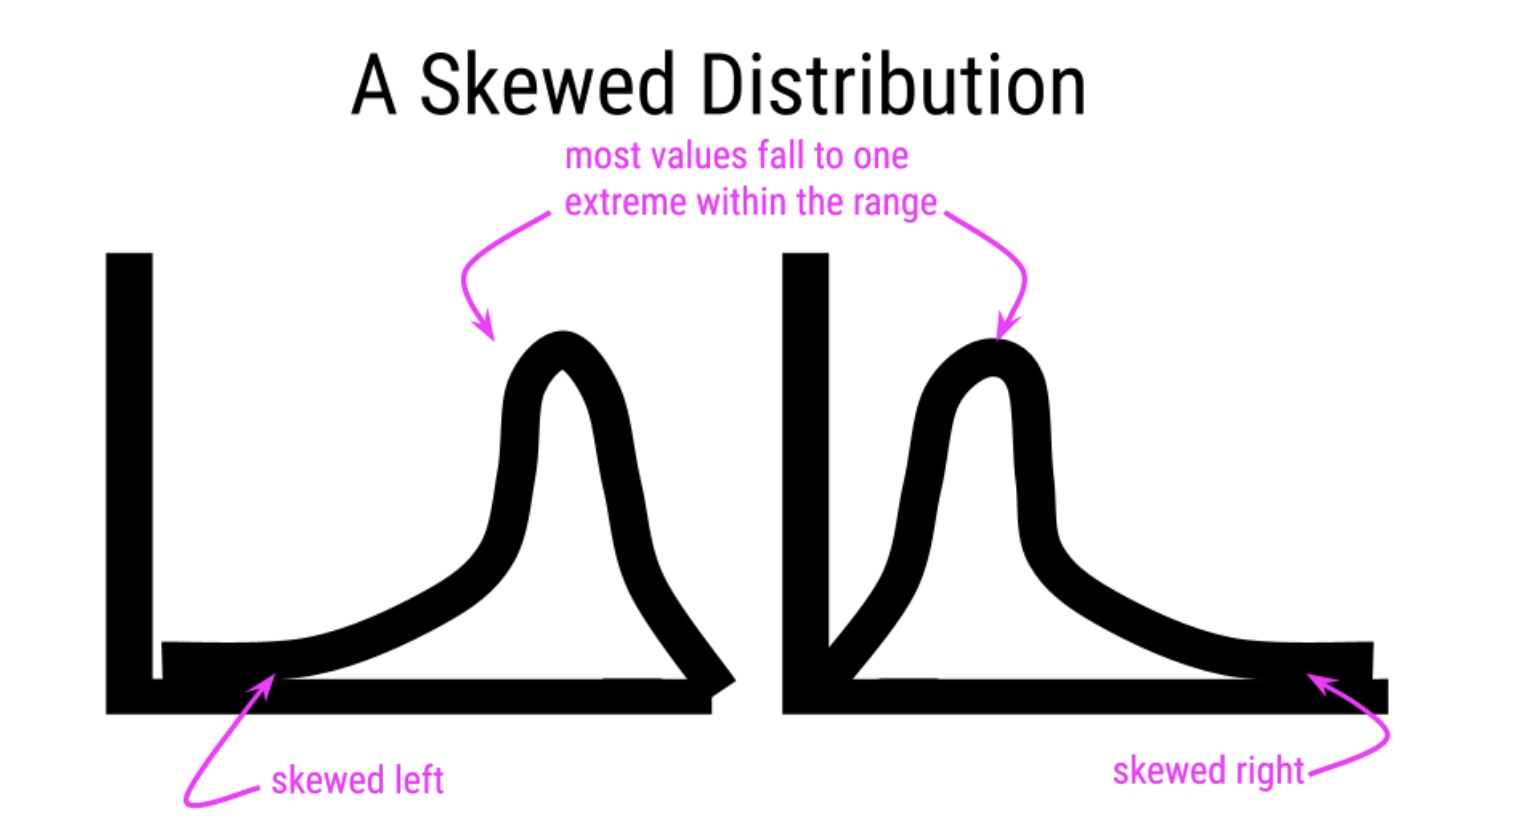 A Skewed Distribution
most values fall to one
extreme within the range
skewed left
skewed right